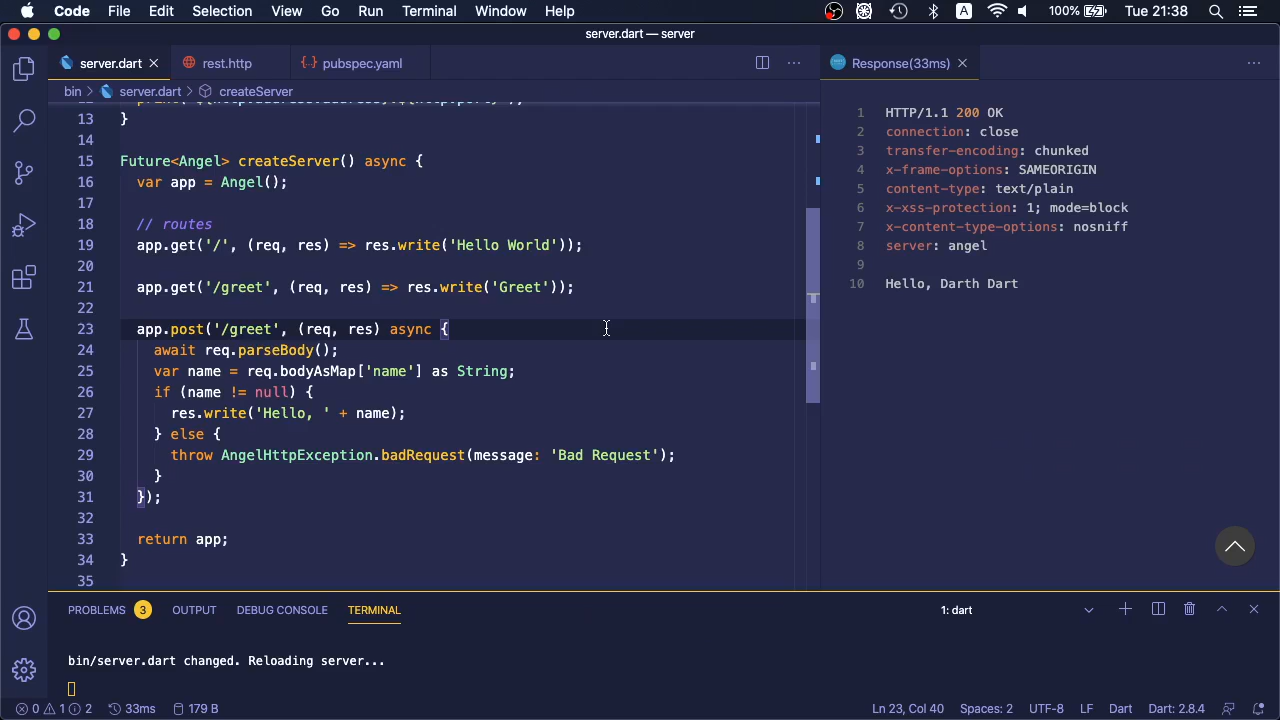 Code File Edit Selection View Go Run Terminal Window Help
A 100% Tue 21:38
server.dart — server
server.dart
rest.http
pubspec.yaml
Response(33ms)
bin server.dart createServer
13 }
14
15 Future<Angel> createServer() async {
16 var app = Angel();
17
18 // routes
19 app.get('/', (req, res) => res.write('Hello World'));
20
21 app.get('/greet', (req, res) => res.write('Greet'));
22
23 app.post('/greet', (req, res) async {
24 await req.parseBody();
25 var name = req.bodyAsMap['name'] as String;
26 if (name != null) {
27 res.write('Hello, ' + name);
28 } else {
29 throw AngelHttpException.badRequest(message: 'Bad Request');
30 }
31 });
32
33 return app;
34 }
35
1 HTTP/1.1 200 OK
2 connection: close
3 transfer-encoding: chunked
4 x-frame-options: SAMEORIGIN
5 content-type: text/plain
6 x-xss-protection: 1; mode=block
7 x-content-type-options: nosniff
8 server: angel
9
10 Hello, Darth Dart
PROBLEMS 3 OUTPUT DEBUG CONSOLE TERMINAL
1: dart
bin/server.dart changed. Reloading server...
0 1 2 33ms 179 B
Ln 23, Col 40 Spaces: 2 UTF-8 LF Dart Dart: 2.8.4